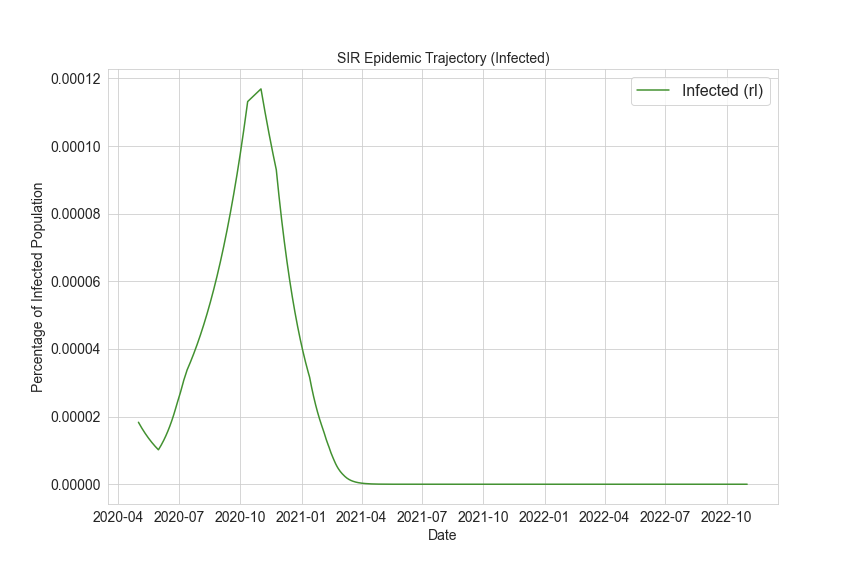 SIR Epidemic Trajectory (Infected)
Infected (rI)
Percentage of Infected Population
0.00012
0.00010
0.00008
0.00006
0.00004
0.00002
0.00000
2020-04 2020-07 2020-10 2021-01 2021-04 2021-07 2021-10 2022-01 2022-04 2022-07 2022-10
Date